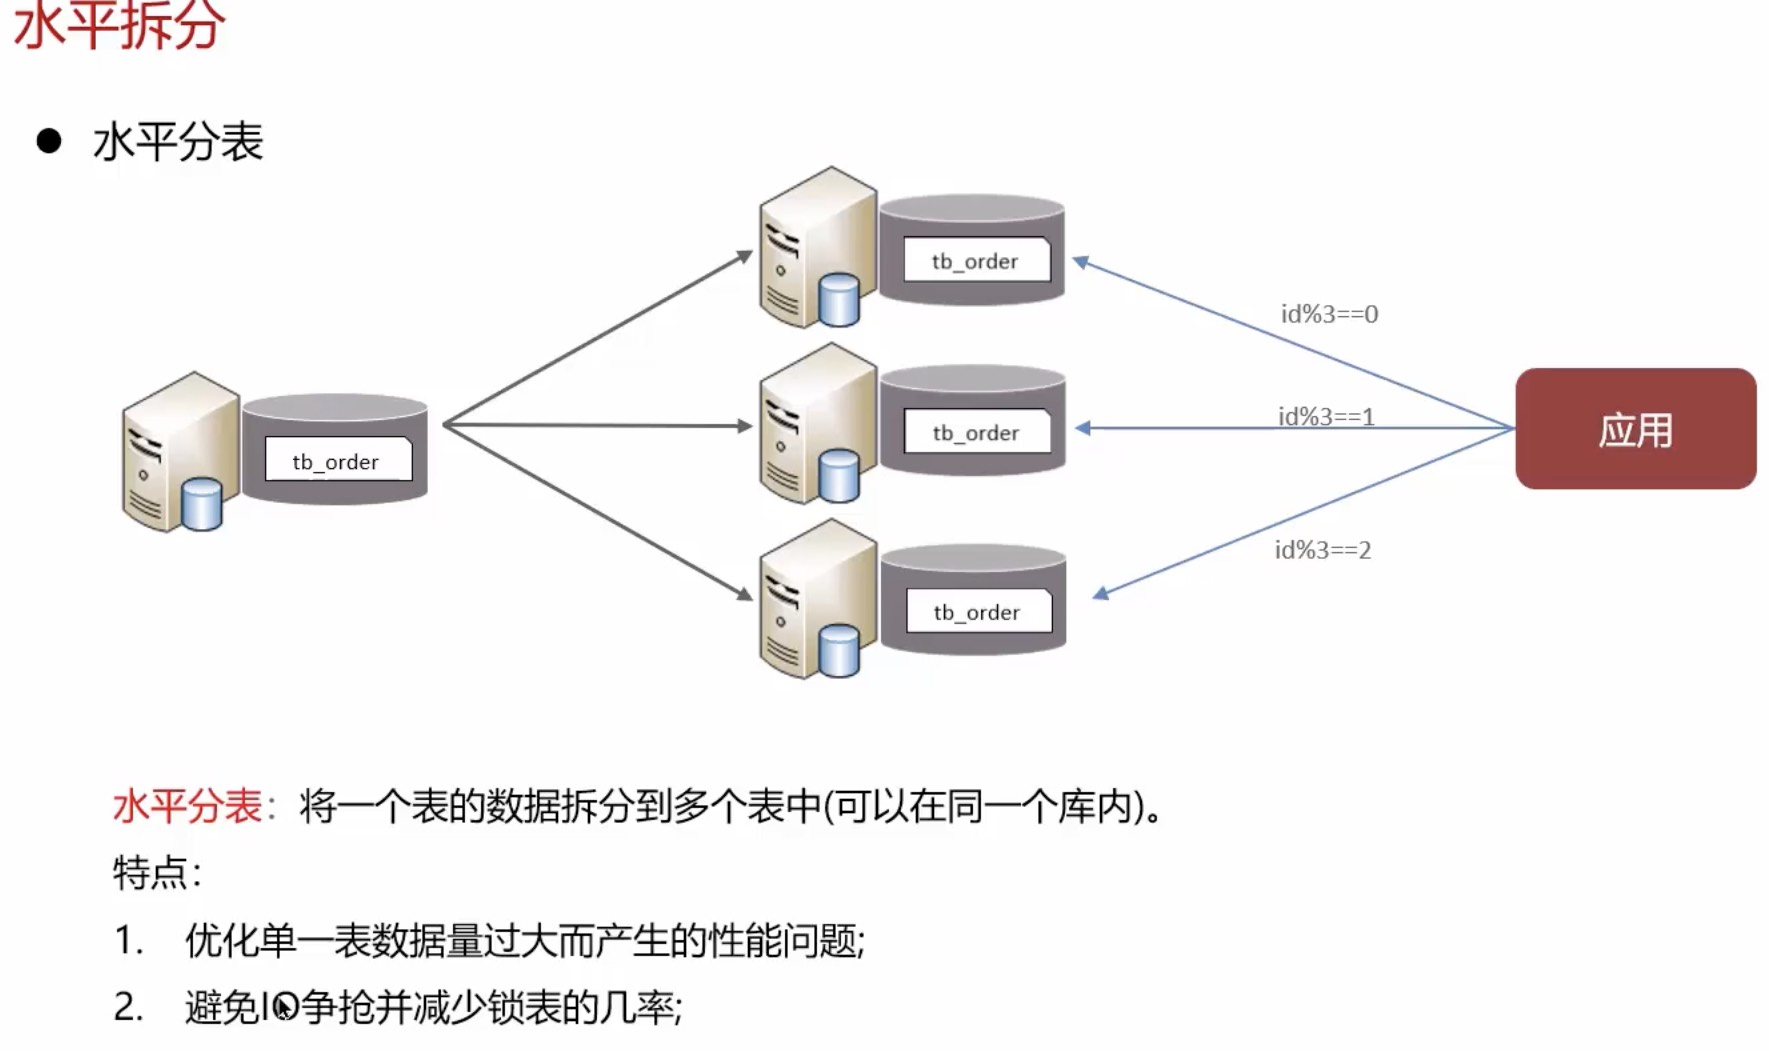 水平拆分
● 水平分表
tb_order
tb_order
tb_order
tb_order
id%3==0
id%3==1
id%3==2
应用
水平分表：将一个表的数据拆分到多个表中(可以在同一个库内)。
特点：
1. 优化单一表数据量过大而产生的性能问题;
2. 避免IO争抢并减少锁表的几率;